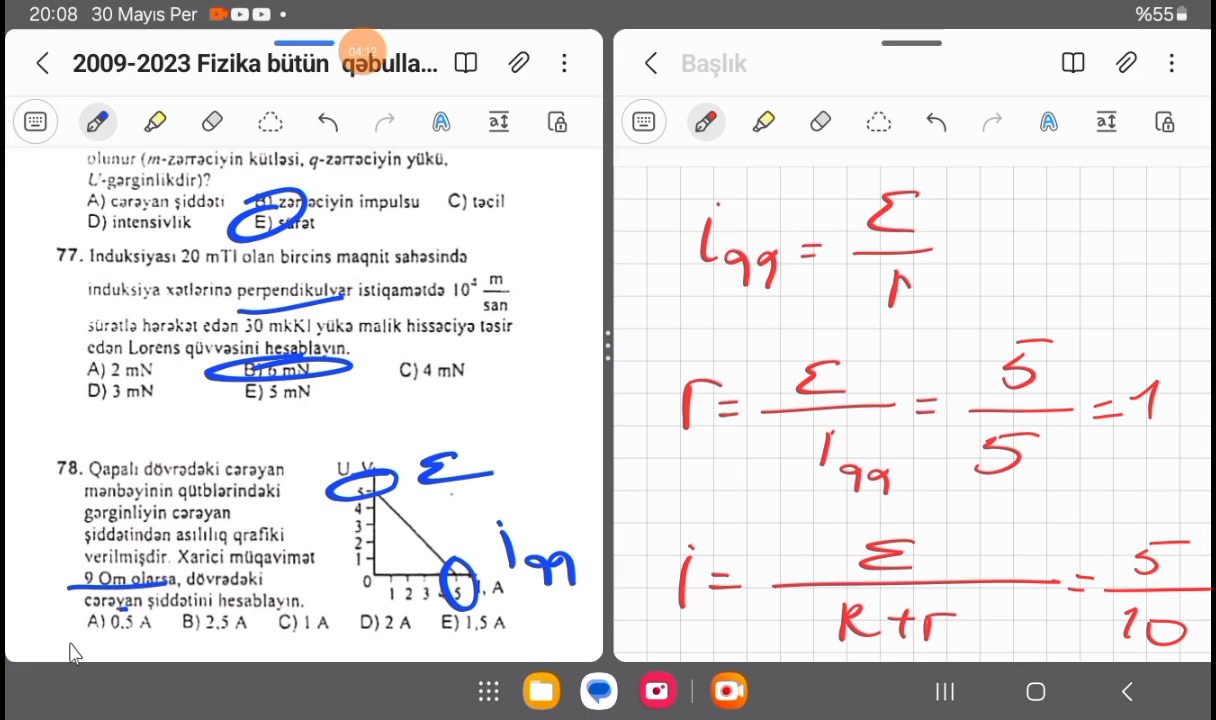 20:08 30 Mayıs Per
%55
04:12
2009-2023 Fizika bütün qəbulla...
Başlık
olunur (m-zərrəciyin kütləsi, q-zərrəciyin yükü,
U-gərginlikdir)?
A) cərəyan şiddəti B) zərrəciyin impulsu C) təcil
D) intensivlik E) sürət
77. Induksiyası 20 mTl olan bircins maqnit sahəsində
induksiya xətlərinə perpendikulyar istiqamətdə 10⁴ m/san
sürətlə hərəkət edən 30 mkKl yükə malik hissəciyə təsir
edən Lorens qüvvəsini hesablayın.
A) 2 mN B) 6 mN C) 4 mN
D) 3 mN E) 5 mN
78. Qapalı dövrədəki cərəyan
mənbəyinin qütblərindəki
gərginliyin cərəyan
şiddətindən asılılıq qrafiki
verilmişdir. Xarici müqavimət
9 Om olarsa, dövrədəki
cərəyan şiddətini hesablayın.
A) 0,5 A B) 2,5 A C) 1 A D) 2 A E) 1,5 A
U, V
5
4
3
2
1
0 1 2 3 4 5 I, A
Ɛ
i qq
i qq = Ɛ / r
r = Ɛ / i qq = 5 / 5 = 1
i = Ɛ / R+r = 5 / 10